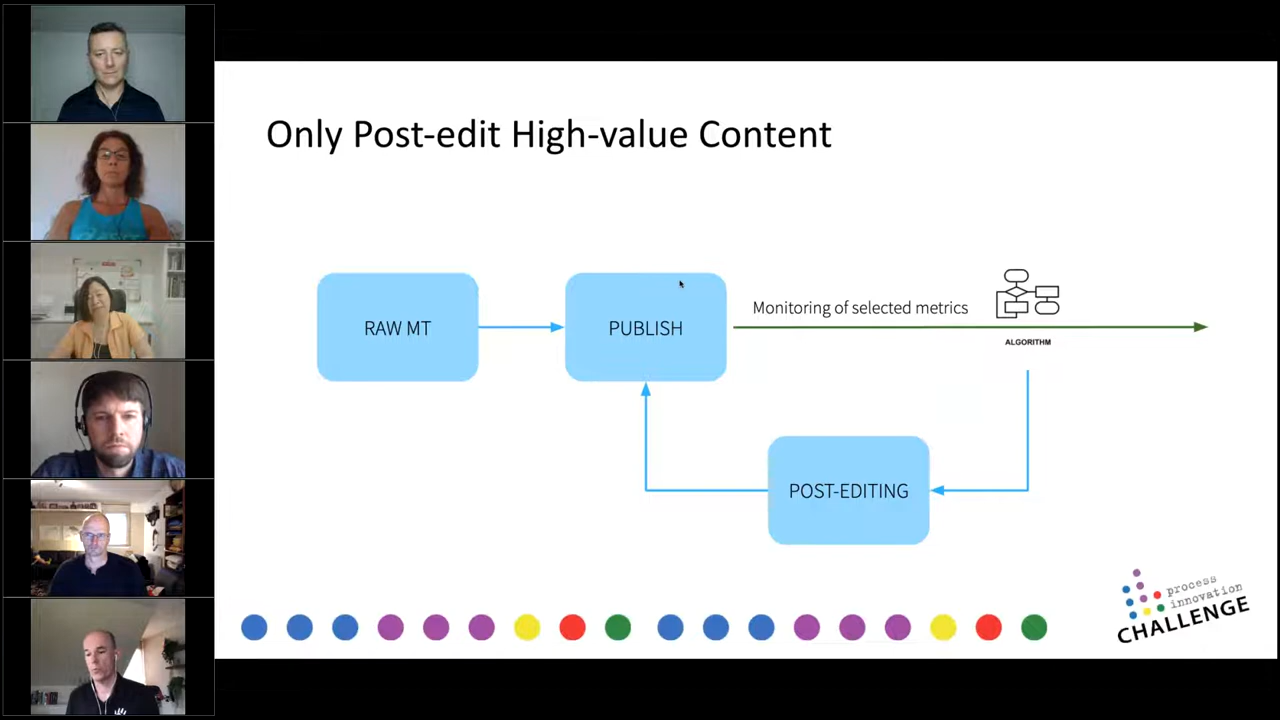 Only Post-edit High-value Content
RAW MT
PUBLISH
Monitoring of selected metrics
ALGORITHM
POST-EDITING
process
innovation
CHALLENGE